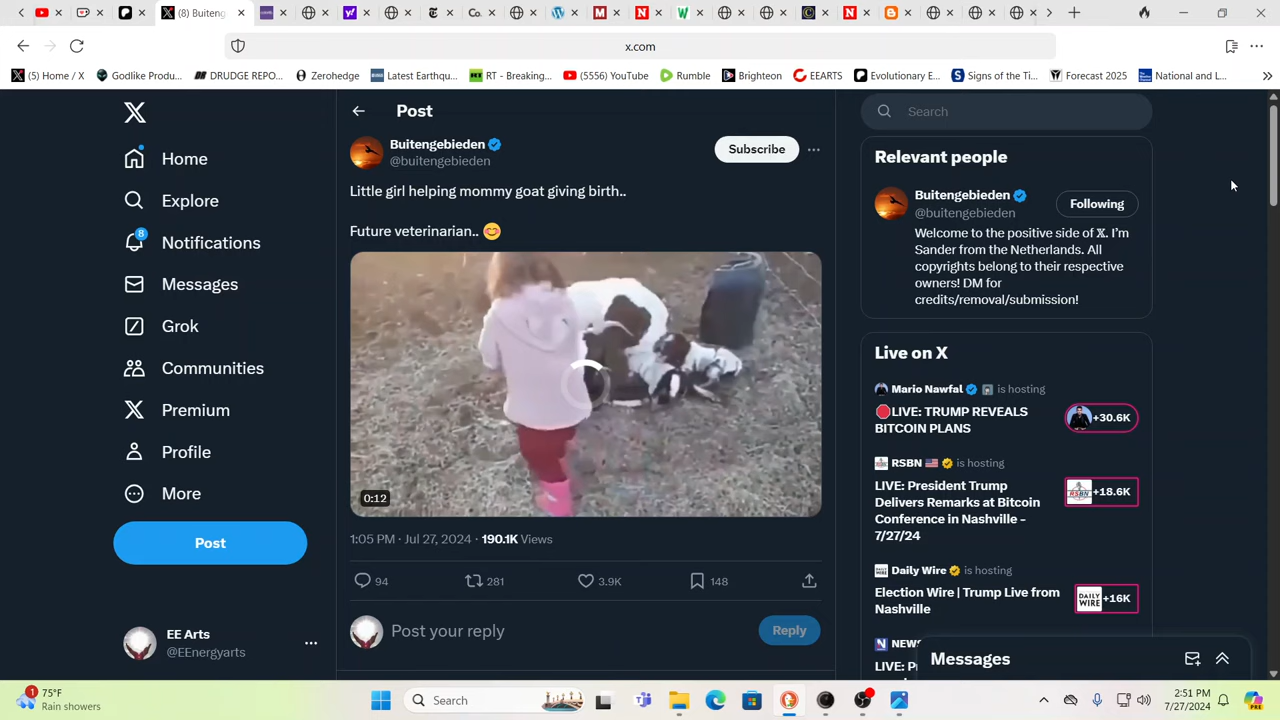 (8) Buiteng
x.com
(5) Home / X
Godlike Produ...
DRUDGE REPO...
Zerohedge
Latest Earthqu...
RT - Breaking...
(5556) YouTube
Rumble
Brighteon
EEARTS
Evolutionary E...
Signs of the Ti...
Forecast 2025
National and L...
Home
Explore
8
Notifications
Messages
Grok
Communities
Premium
Profile
More
Post
EE Arts
@EEnergyarts
Post
Buitengebieden
@buitengebieden
Subscribe
Little girl helping mommy goat giving birth..
Future veterinarian.. 😊
0:12
1:05 PM · Jul 27, 2024 · 190.1K Views
94
281
3.9K
148
Post your reply
Reply
Search
Relevant people
Buitengebieden
@buitengebieden
Following
Welcome to the positive side of 𝕏. I'm
Sander from the Netherlands. All
copyrights belong to their respective
owners! DM for
credits/removal/submission!
Live on X
Mario Nawfal is hosting
🛑LIVE: TRUMP REVEALS
BITCOIN PLANS
+30.6K
RSBN 🇺🇸 is hosting
LIVE: President Trump
Delivers Remarks at Bitcoin
Conference in Nashville -
7/27/24
RSBN
+18.6K
Daily Wire is hosting
Election Wire | Trump Live from
Nashville
DAILY
WIRE
+16K
Messages
1
75°F
Rain showers
Search
2:51 PM
7/27/2024